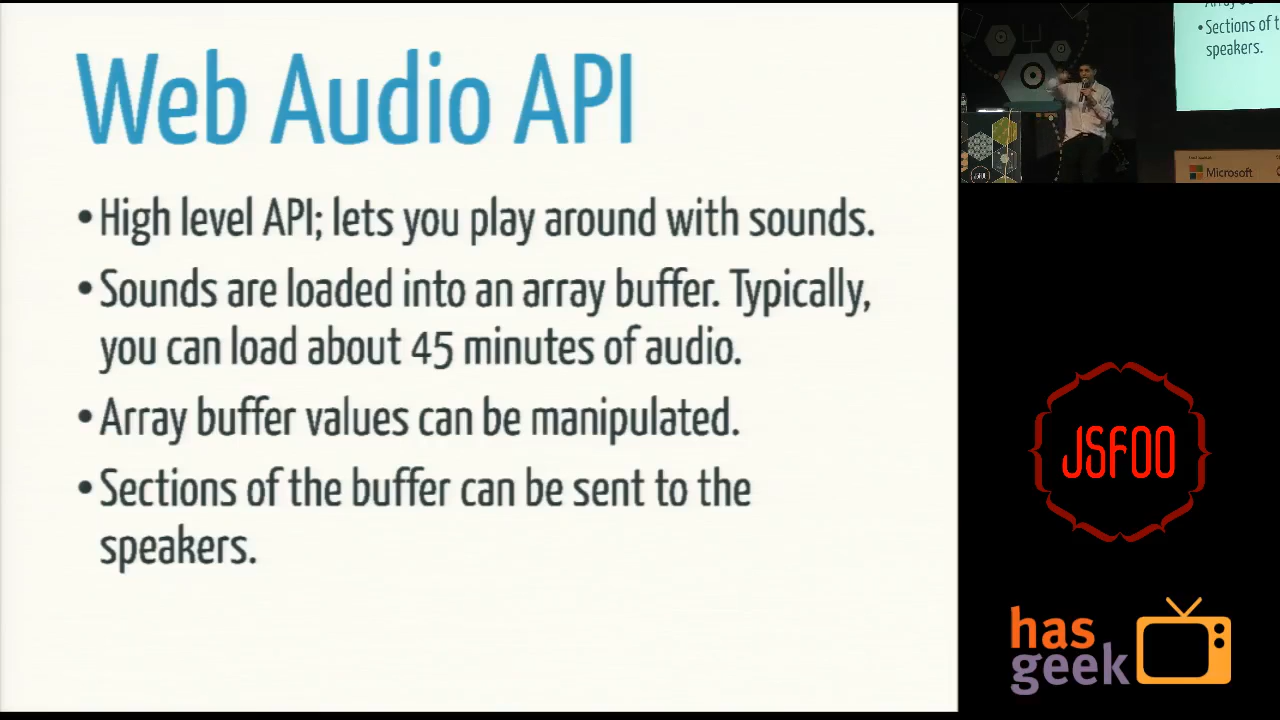 Web Audio API
•High level API; lets you play around with sounds.
•Sounds are loaded into an array buffer. Typically,
you can load about 45 minutes of audio.
•Array buffer values can be manipulated.
•Sections of the buffer can be sent to the
speakers.
•Sections of t
speakers.
Microsoft
JSFOO
has
geek